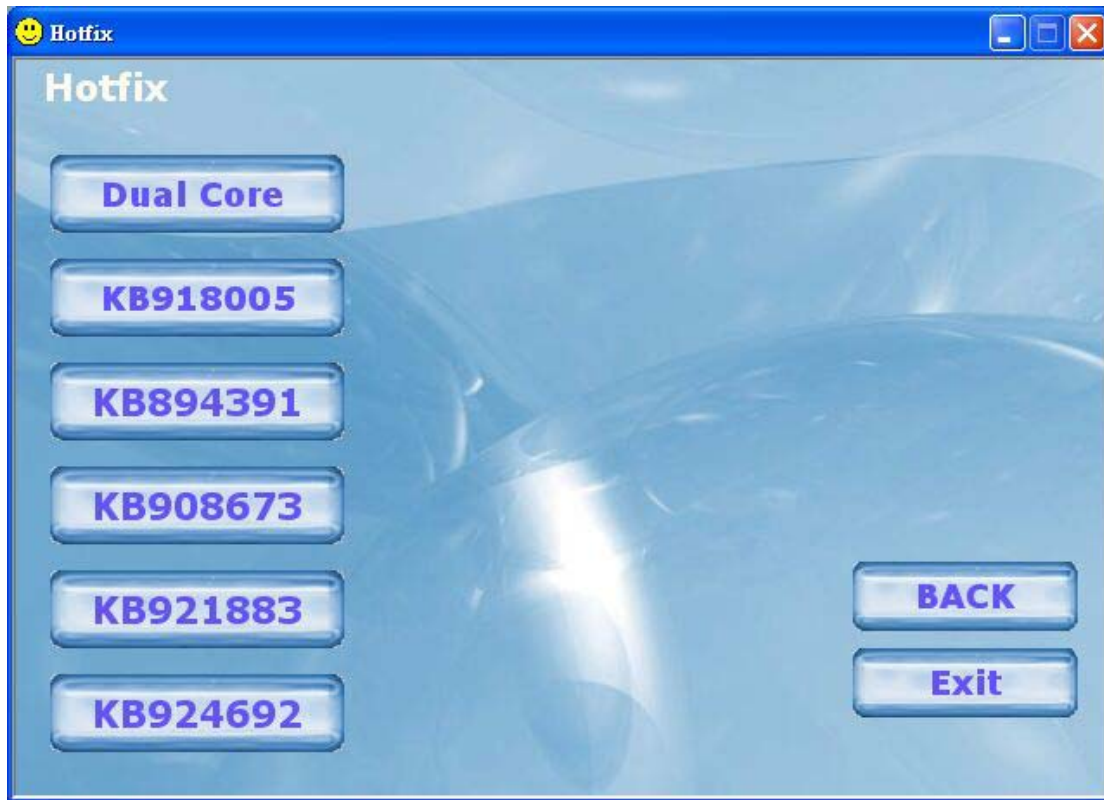 Hotfix
Hotfix
Dual Core
KB918005
KB894391
KB908673
KB921883
KB924692
BACK
Exit